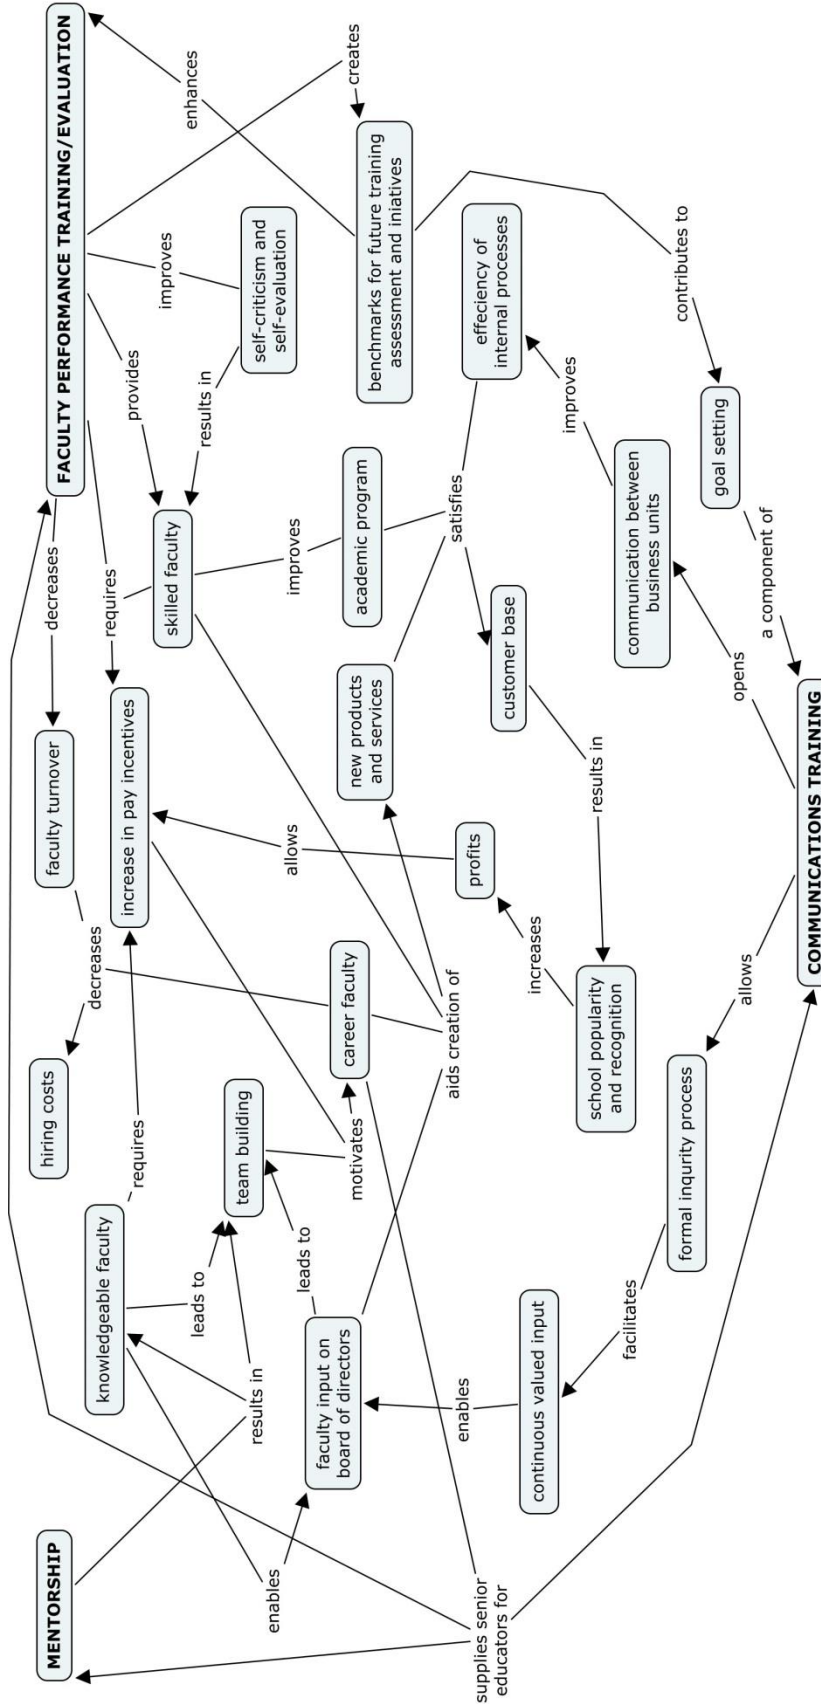 MENTORSHIP
hiring costs
faculty turnover
decreases
FACULTY PERFORMANCE TRAINING/EVALUATION
knowledgeable faculty
decreases
requires
increase in pay incentives
requires
provides
improves
enhances
skilled faculty
leads to
results in
team building
results in
enables
self-criticism and
self-evaluation
leads to
allows
improves
faculty input on
board of directors
motivates
career faculty
new products
and services
academic program
creates
benchmarks for future training
assessment and iniatives
aids creation of
satisfies
enables
profits
supplies senior
educators for
effeciency of
internal processes
customer base
continuous valued input
increases
improves
results in
school popularity
and recognition
facilitates
communication between
business units
contributes to
formal inqurity process
goal setting
allows
opens
a component of
COMMUNICATIONS TRAINING